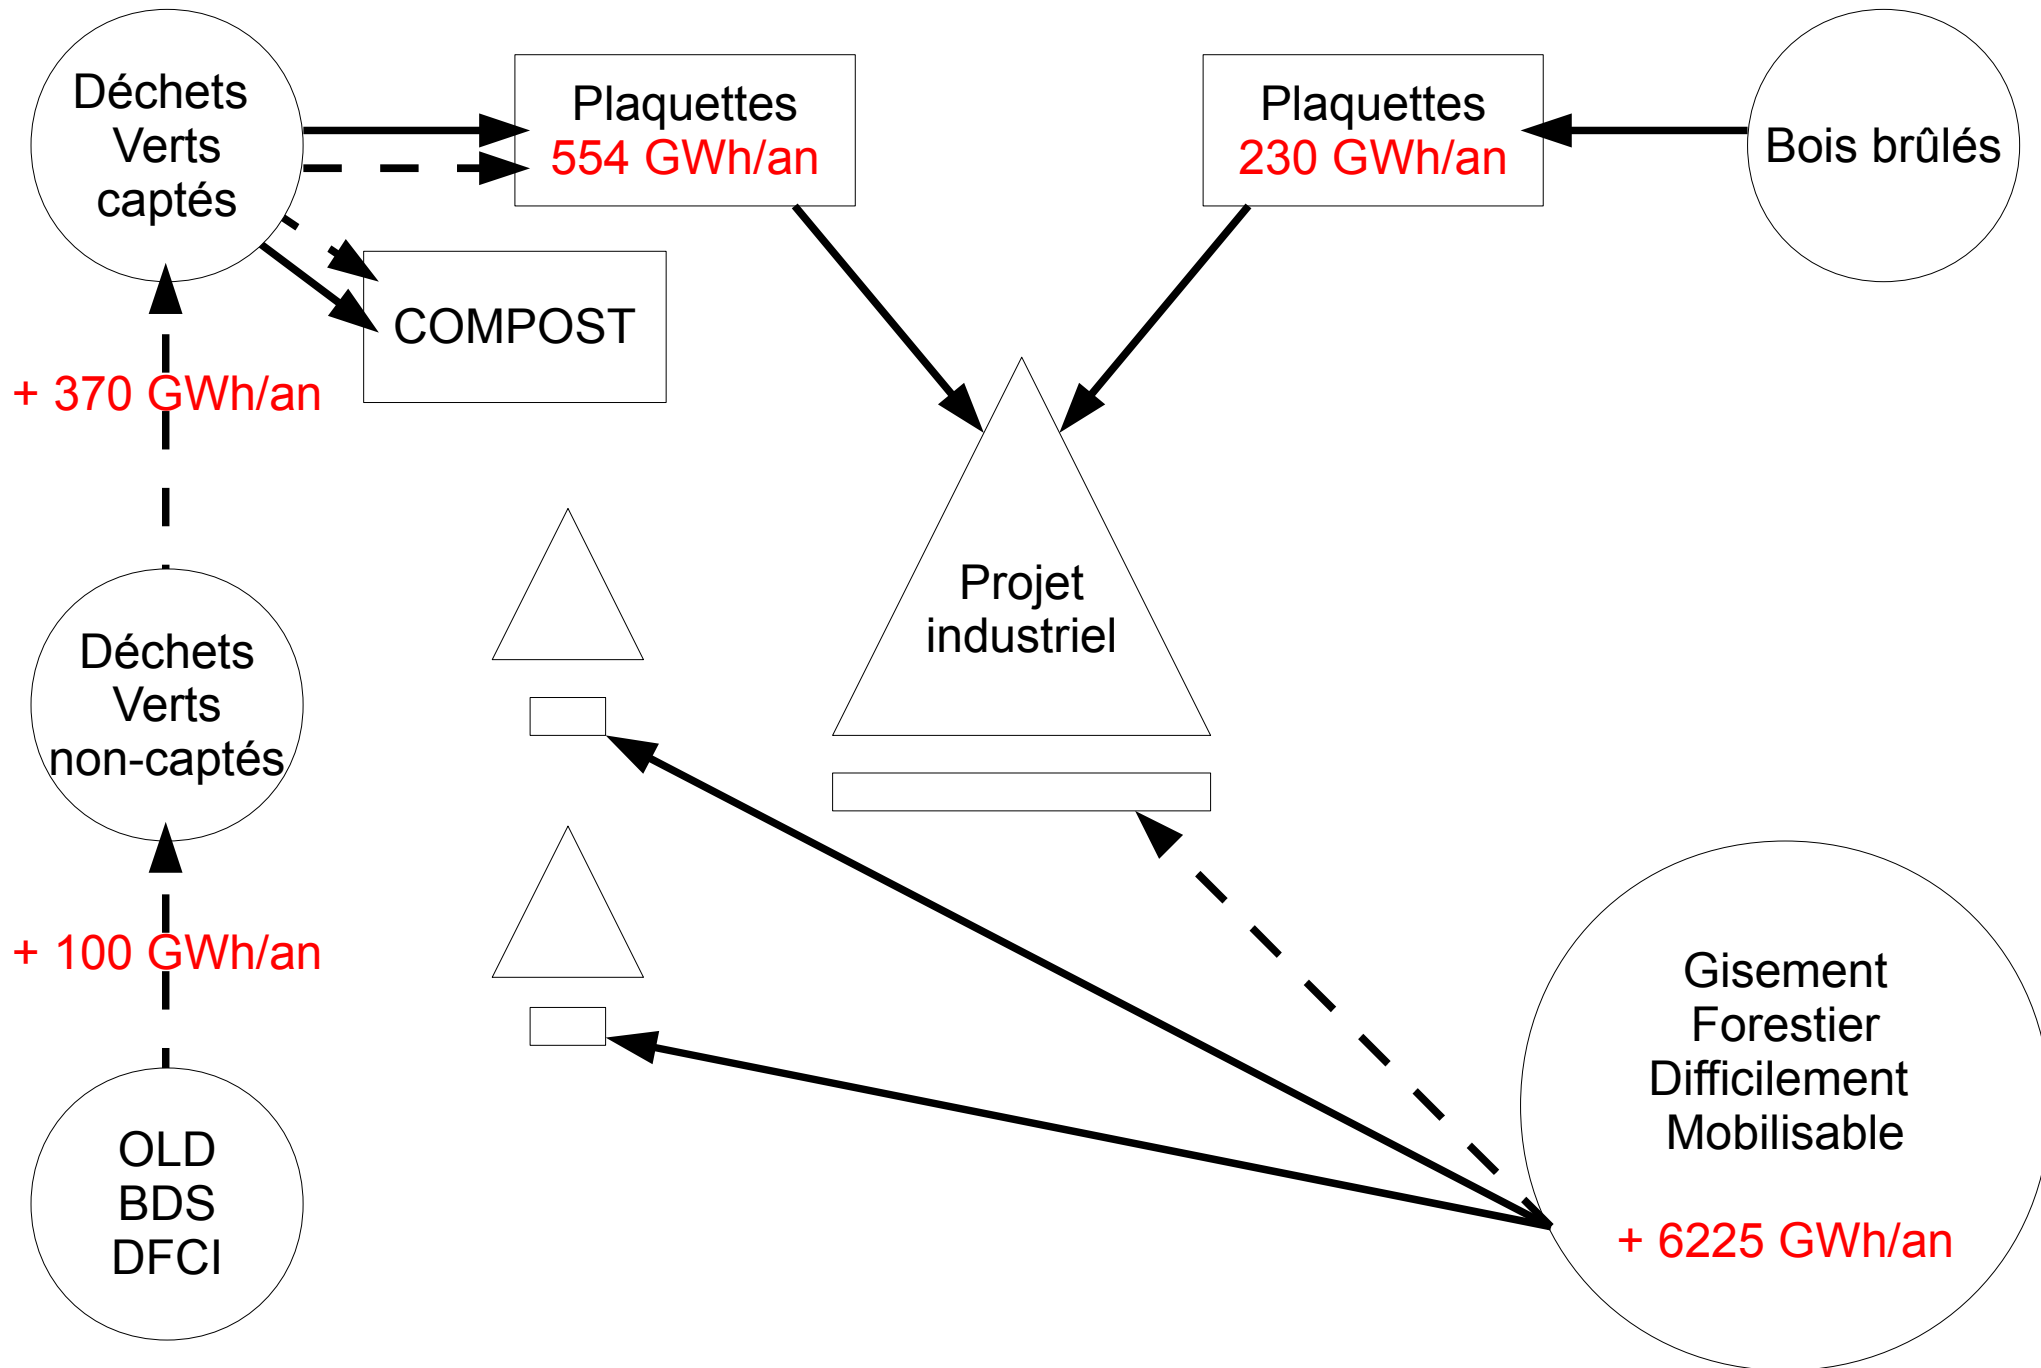 Déchets
Verts
captés
Plaquettes
554 GWh/an
Plaquettes
230 GWh/an
Bois brûlés
COMPOST
+ 370 GWh/an
Projet
industriel
Déchets
Verts
non-captés
+ 100 GWh/an
OLD
BDS
DFCI
Gisement
Forestier
Difficilement
Mobilisable
+ 6225 GWh/an